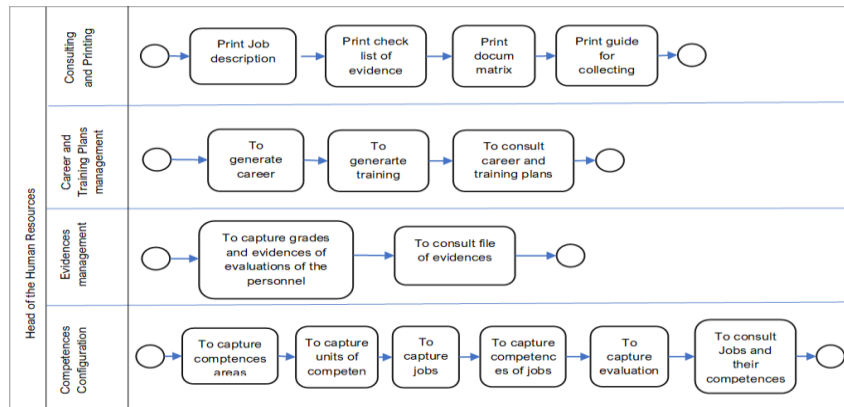 Head of the Human Resources
Consulting
and Printing
Print Job
description
Print check
list of
evidence
Print
docum
matrix
Print guide
for
collecting
Career and
Training Plans
management
To
generate
career
To
generarte
training
To consult
career and
training plans
Evidences
management
To capture grades
and evidences of
evaluations of the
personnel
To consult file
of evidences
Competences
Configuration
To capture
comptences
areas
To capture
units of
competen
To
capture
jobs
To capture
competenc
es of jobs
To
capture
evaluation
To consult
Jobs and
their
competences